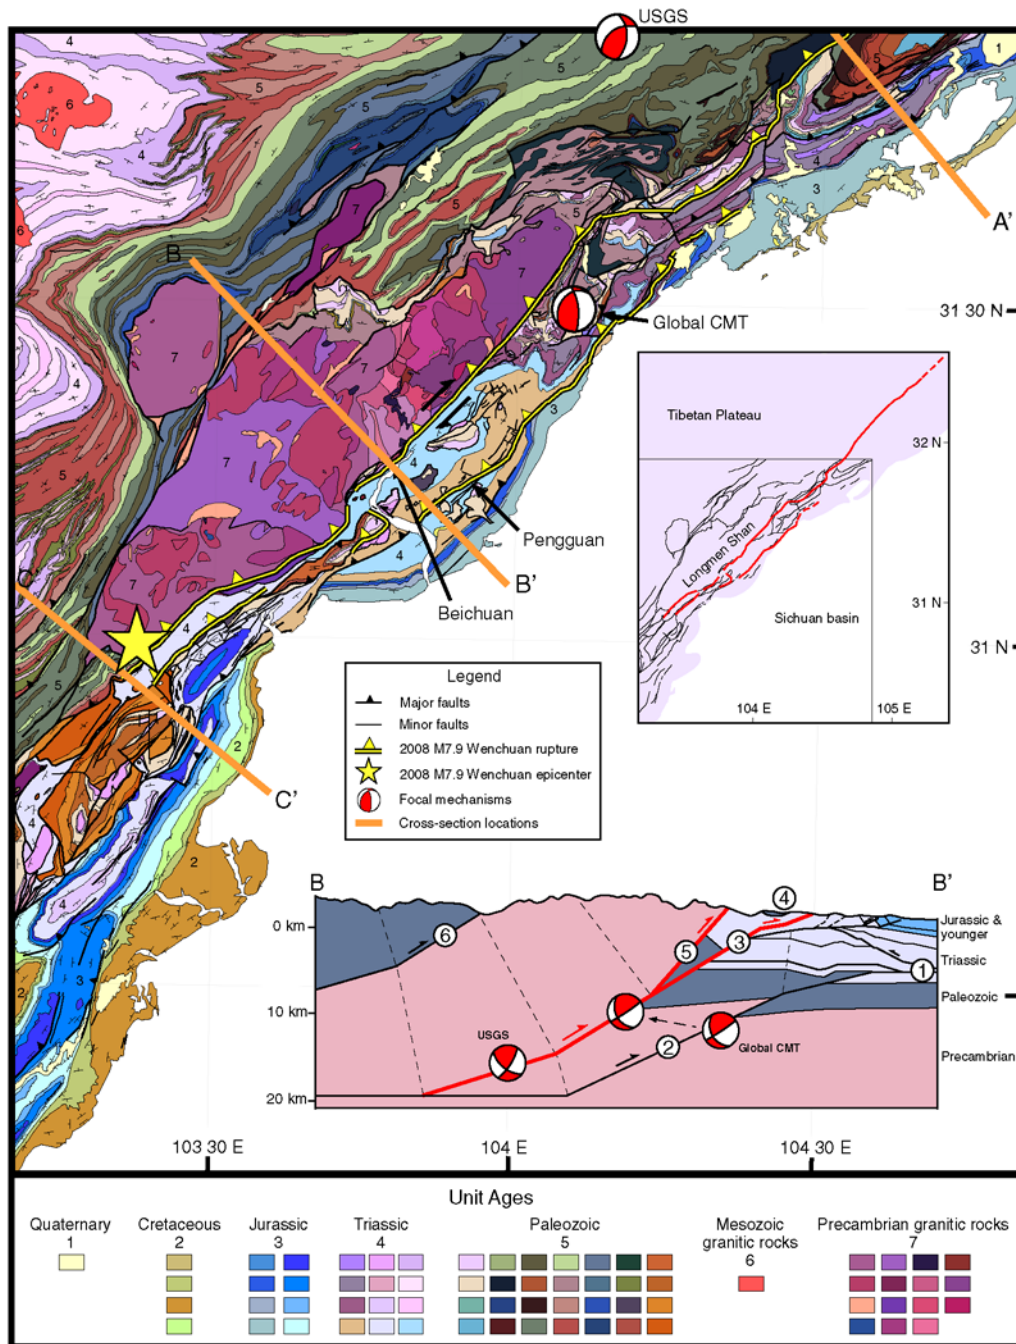 USGS
4
1
5
5
5
6
4
5
4
3
A'
6
7
5
B
7
Global CMT
31 30 N
7
7
3
4
Tibetan Plateau
32 N
Longmen Shan
31 N
Sichuan basin
104 E
105 E
5
7
4
Pengguan
4
B'
Beichuan
C
7
4
31 N
5
2
C'
4
2
3
2
Legend
Major faults
Minor faults
2008 M7.9 Wenchuan rupture
2008 M7.9 Wenchuan epicenter
Focal mechanisms
Cross-section locations
B
B'
4
0 km
6
5
3
Jurassic &
younger
Triassic
1
Paleozoic
10 km
USGS
2
Global CMT
Precambrian
20 km
103 30 E
104 E
104 30 E
Unit Ages
Quaternary
1
Cretaceous
2
Jurassic
3
Triassic
4
Paleozoic
5
Mesozoic
granitic rocks
6
Precambrian granitic rocks
7